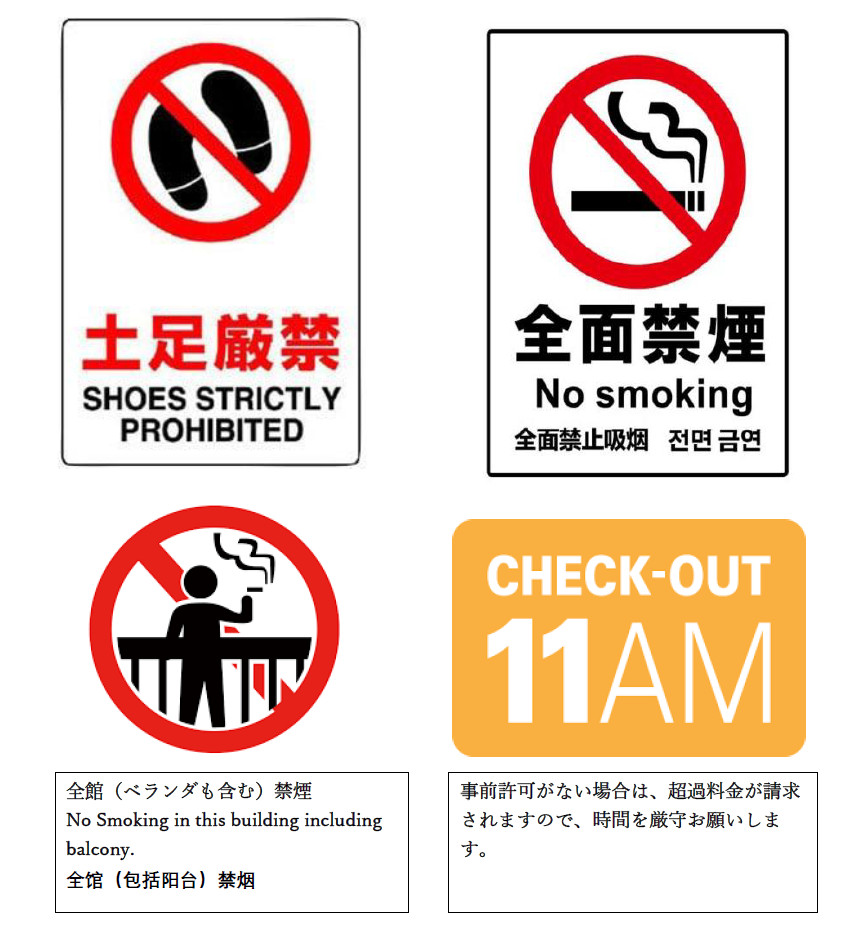 土足厳禁
SHOES STRICTLY
PROHIBITED
全面禁煙
No smoking
全面禁止吸烟 전면 금연
CHECK-OUT
11AM
全館（ベランダも含む）禁煙
No Smoking in this building including
balcony.
全馆（包括阳台）禁烟
事前許可がない場合は、超過料金が請求
されますので、時間を厳守お願いしま
す。